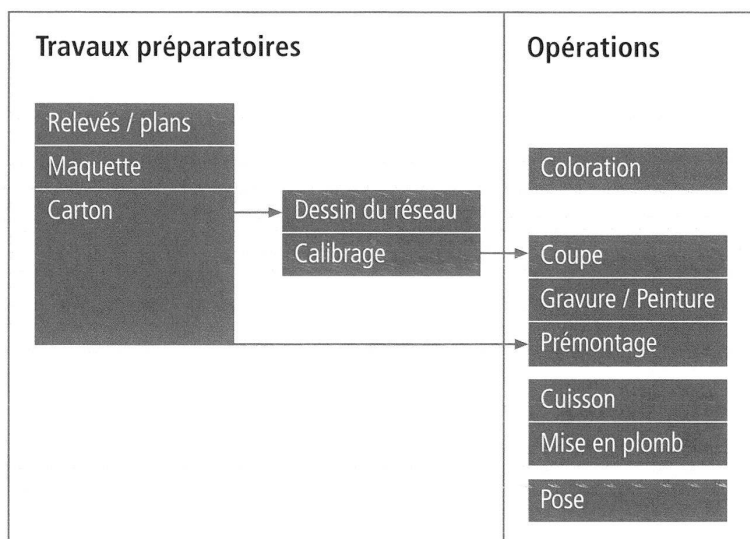 Travaux préparatoires
Relevés / plans
Maquette
Carton
Dessin du réseau
Calibrage
Opérations
Coloration
Coupe
Gravure / Peinture
Prémontage
Cuisson
Mise en plomb
Pose